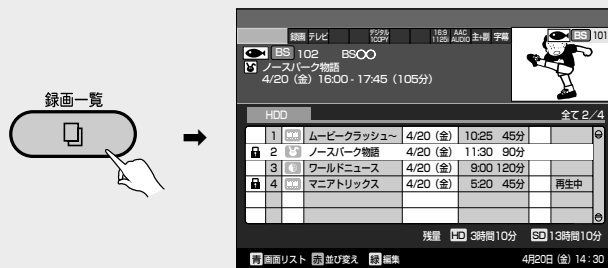 録画一覧
録画 テレビ デジタル 1COPY 16:9 1125i AAC AUDIO 主+副 字幕
BS 101
BS 102 BS○○
ノースパーク物語
4/20 (金) 16:00 - 17:45 (105分)
HDD 全て 2/4
1 ムービークラッシュ〜 4/20 (金) 10:25 45分
2 ノースパーク物語 4/20 (金) 11:30 90分
3 ワールドニュース 4/20 (金) 9:00 120分
4 マニアトリックス 4/20 (金) 5:20 45分 再生中
残量 HD 3時間10分 SD 13時間10分
青 画面リスト 赤 並び変え 緑 編集 4月20日 (金) 14:30